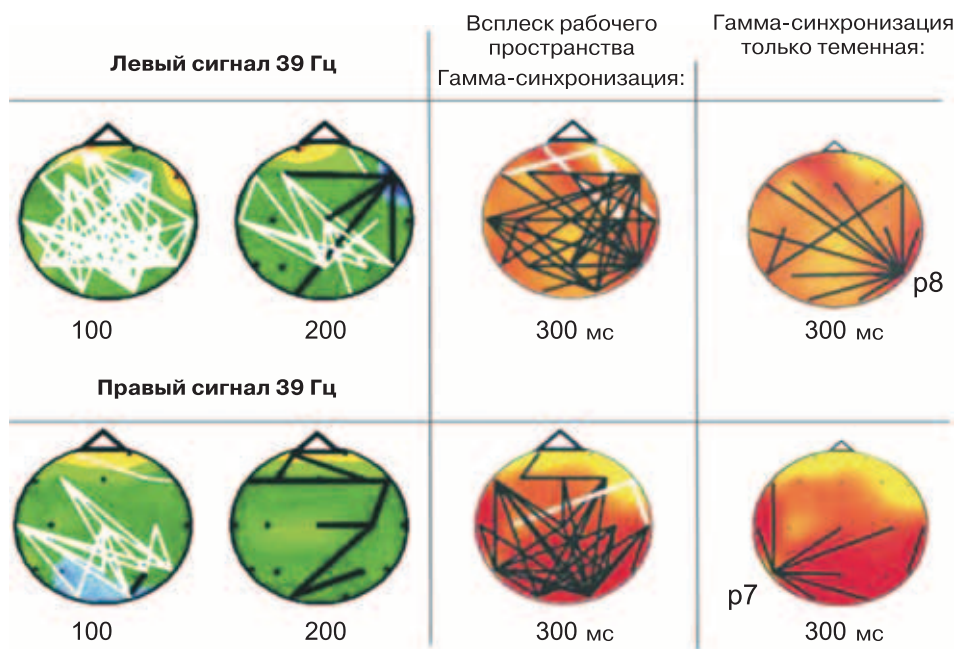 Левый сигнал 39 Гц
Всплеск рабочего
пространства
Гамма-синхронизация:
Гамма-синхронизация
только теменная:
100
200
300 мс
p8
300 мс
Правый сигнал 39 Гц
100
200
300 мс
p7
300 мс